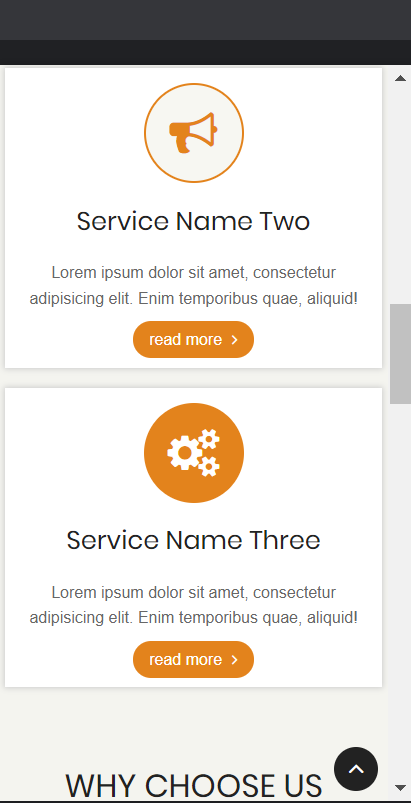 Service Name Two
Lorem ipsum dolor sit amet, consectetur
adipisicing elit. Enim temporibus quae, aliquid!
read more
Service Name Three
Lorem ipsum dolor sit amet, consectetur
adipisicing elit. Enim temporibus quae, aliquid!
read more
WHY CHOOSE US